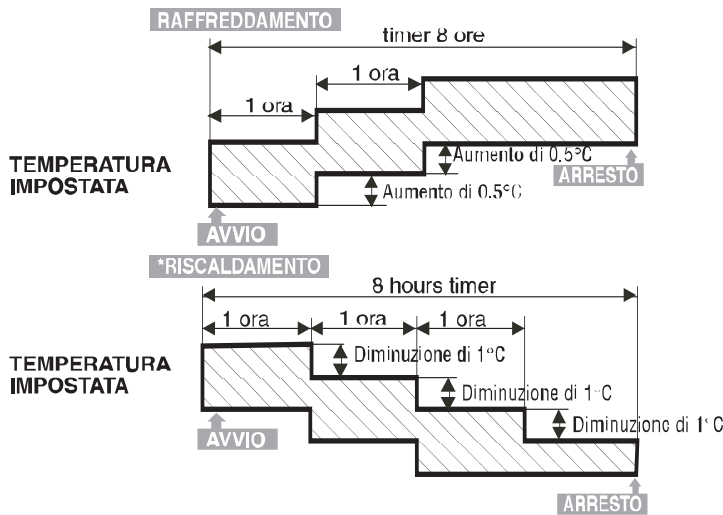 RAFFREDDAMENTO
timer 8 ore
1 ora
1 ora
TEMPERATURA
IMPOSTATA
Aumento di 0.5°C
ARRESTO
Aumento di 0.5°C
AVVIO
*RISCALDAMENTO
8 hours timer
1 ora
1 ora
1 ora
TEMPERATURA
IMPOSTATA
Diminuzione di 1°C
Diminuzione di 1°C
Diminuzione di 1°C
AVVIO
ARRESTO